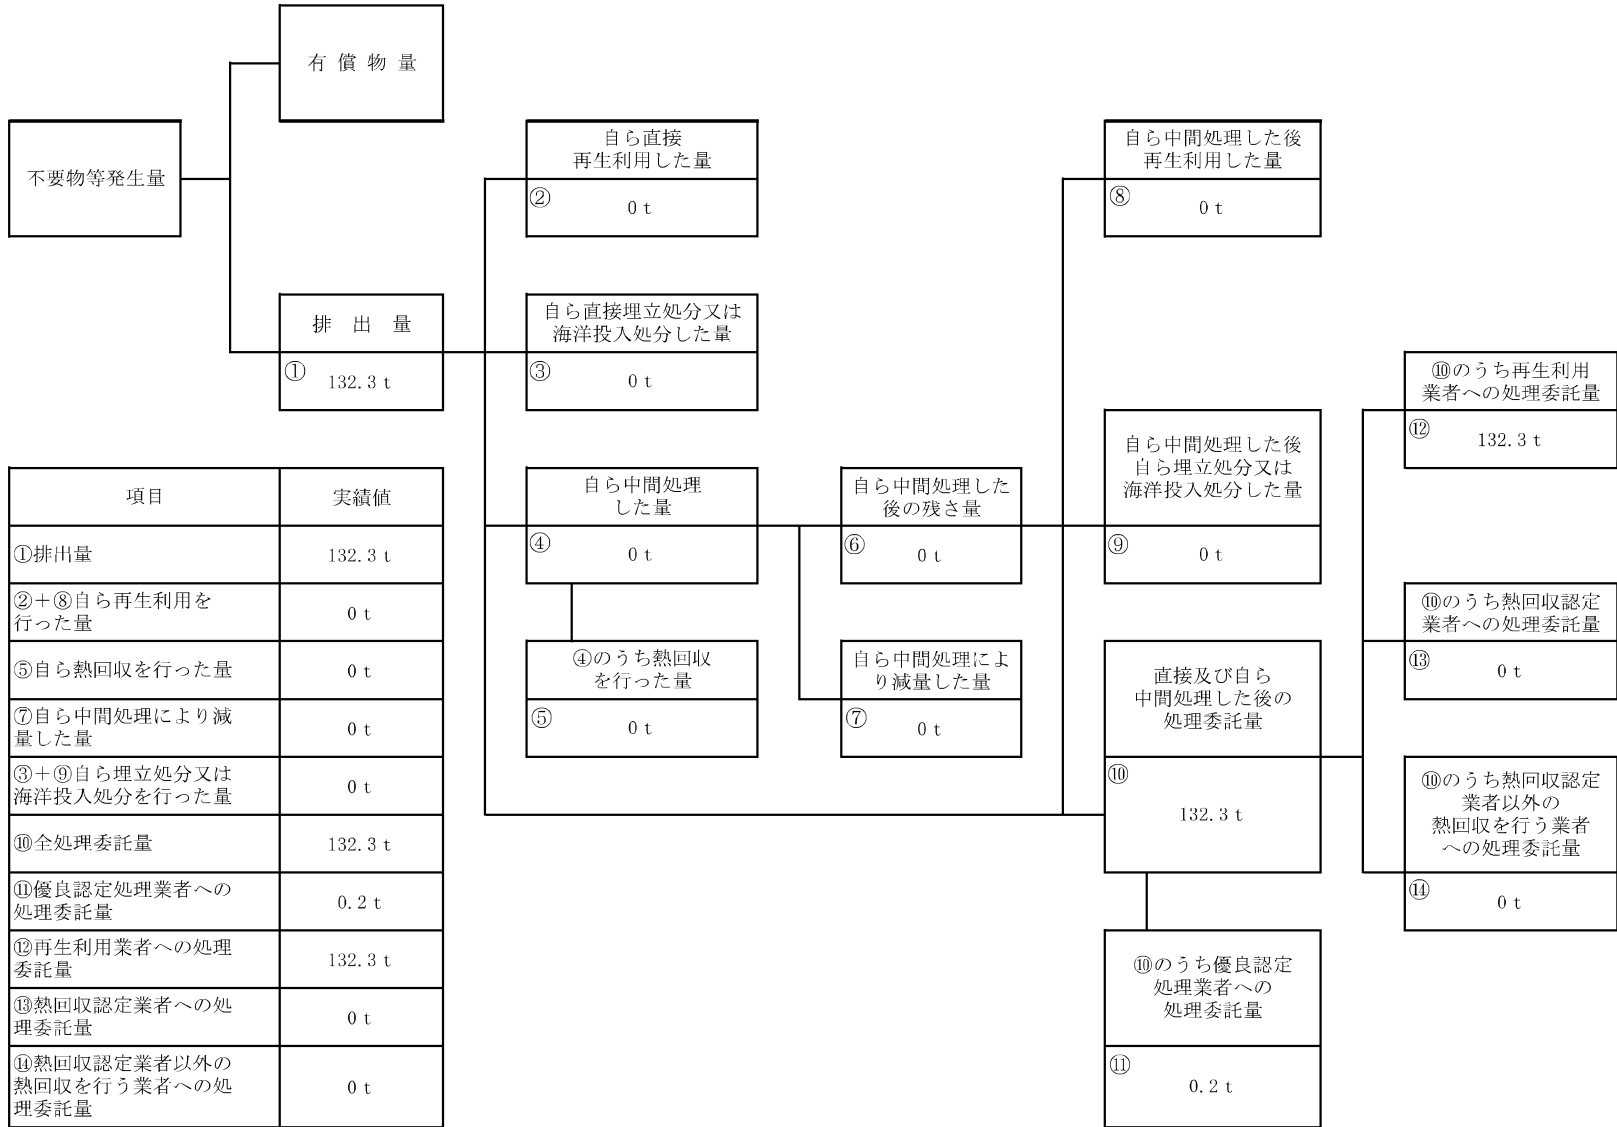 有償物量
不要物等発生量
排出量
①
132.3 t
自ら直接
再生利用した量
②
0 t
自ら直接埋立処分又は
海洋投入処分した量
③
0 t
自ら中間処理
した量
④
0 t
④のうち熱回収
を行った量
⑤
0 t
自ら中間処理した
後の残さ量
⑥
0 t
自ら中間処理によ
り減量した量
⑦
0 t
自ら中間処理した後
再生利用した量
⑧
0 t
自ら中間処理した後
自ら埋立処分又は
海洋投入処分した量
⑨
0 t
直接及び自ら
中間処理した後の
処理委託量
⑩
132.3 t
⑩のうち優良認定
処理業者への
処理委託量
⑪
0.2 t
⑩のうち再生利用
業者への処理委託量
⑫
132.3 t
⑩のうち熱回収認定
業者への処理委託量
⑬
0 t
⑩のうち熱回収認定
業者以外の
熱回収を行う業者
への処理委託量
⑭
0 t
項目 実績値
①排出量 132.3 t
②＋⑧自ら再生利用を
行った量
0 t
⑤自ら熱回収を行った量 0 t
⑦自ら中間処理により減
量した量
0 t
③＋⑨自ら埋立処分又は
海洋投入処分を行った量
0 t
⑩全処理委託量 132.3 t
⑪優良認定処理業者への
処理委託量
0.2 t
⑫再生利用業者への処理
委託量
132.3 t
⑬熱回収認定業者への処
理委託量
0 t
⑭熱回収認定業者以外の
熱回収を行う業者への処
理委託量
0 t